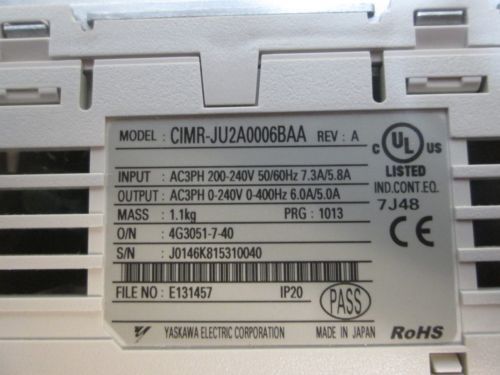 MODEL: CIMR-JU2A0006BAA REV: A
INPUT : AC3PH 200-240V 50/60Hz 7.3A/5.8A
OUTPUT : AC3PH 0-240V 0-400Hz 6.0A/5.0A
MASS : 1.1kg PRG : 1013
O/N : 4G3051-7-40
S/N : J0146K815310040
FILE NO : E131457 IP20
PASS
YASKAWA ELECTRIC CORPORATION MADE IN JAPAN
C UL US
LISTED
IND.CONT.EQ.
7J48
CE
RoHS